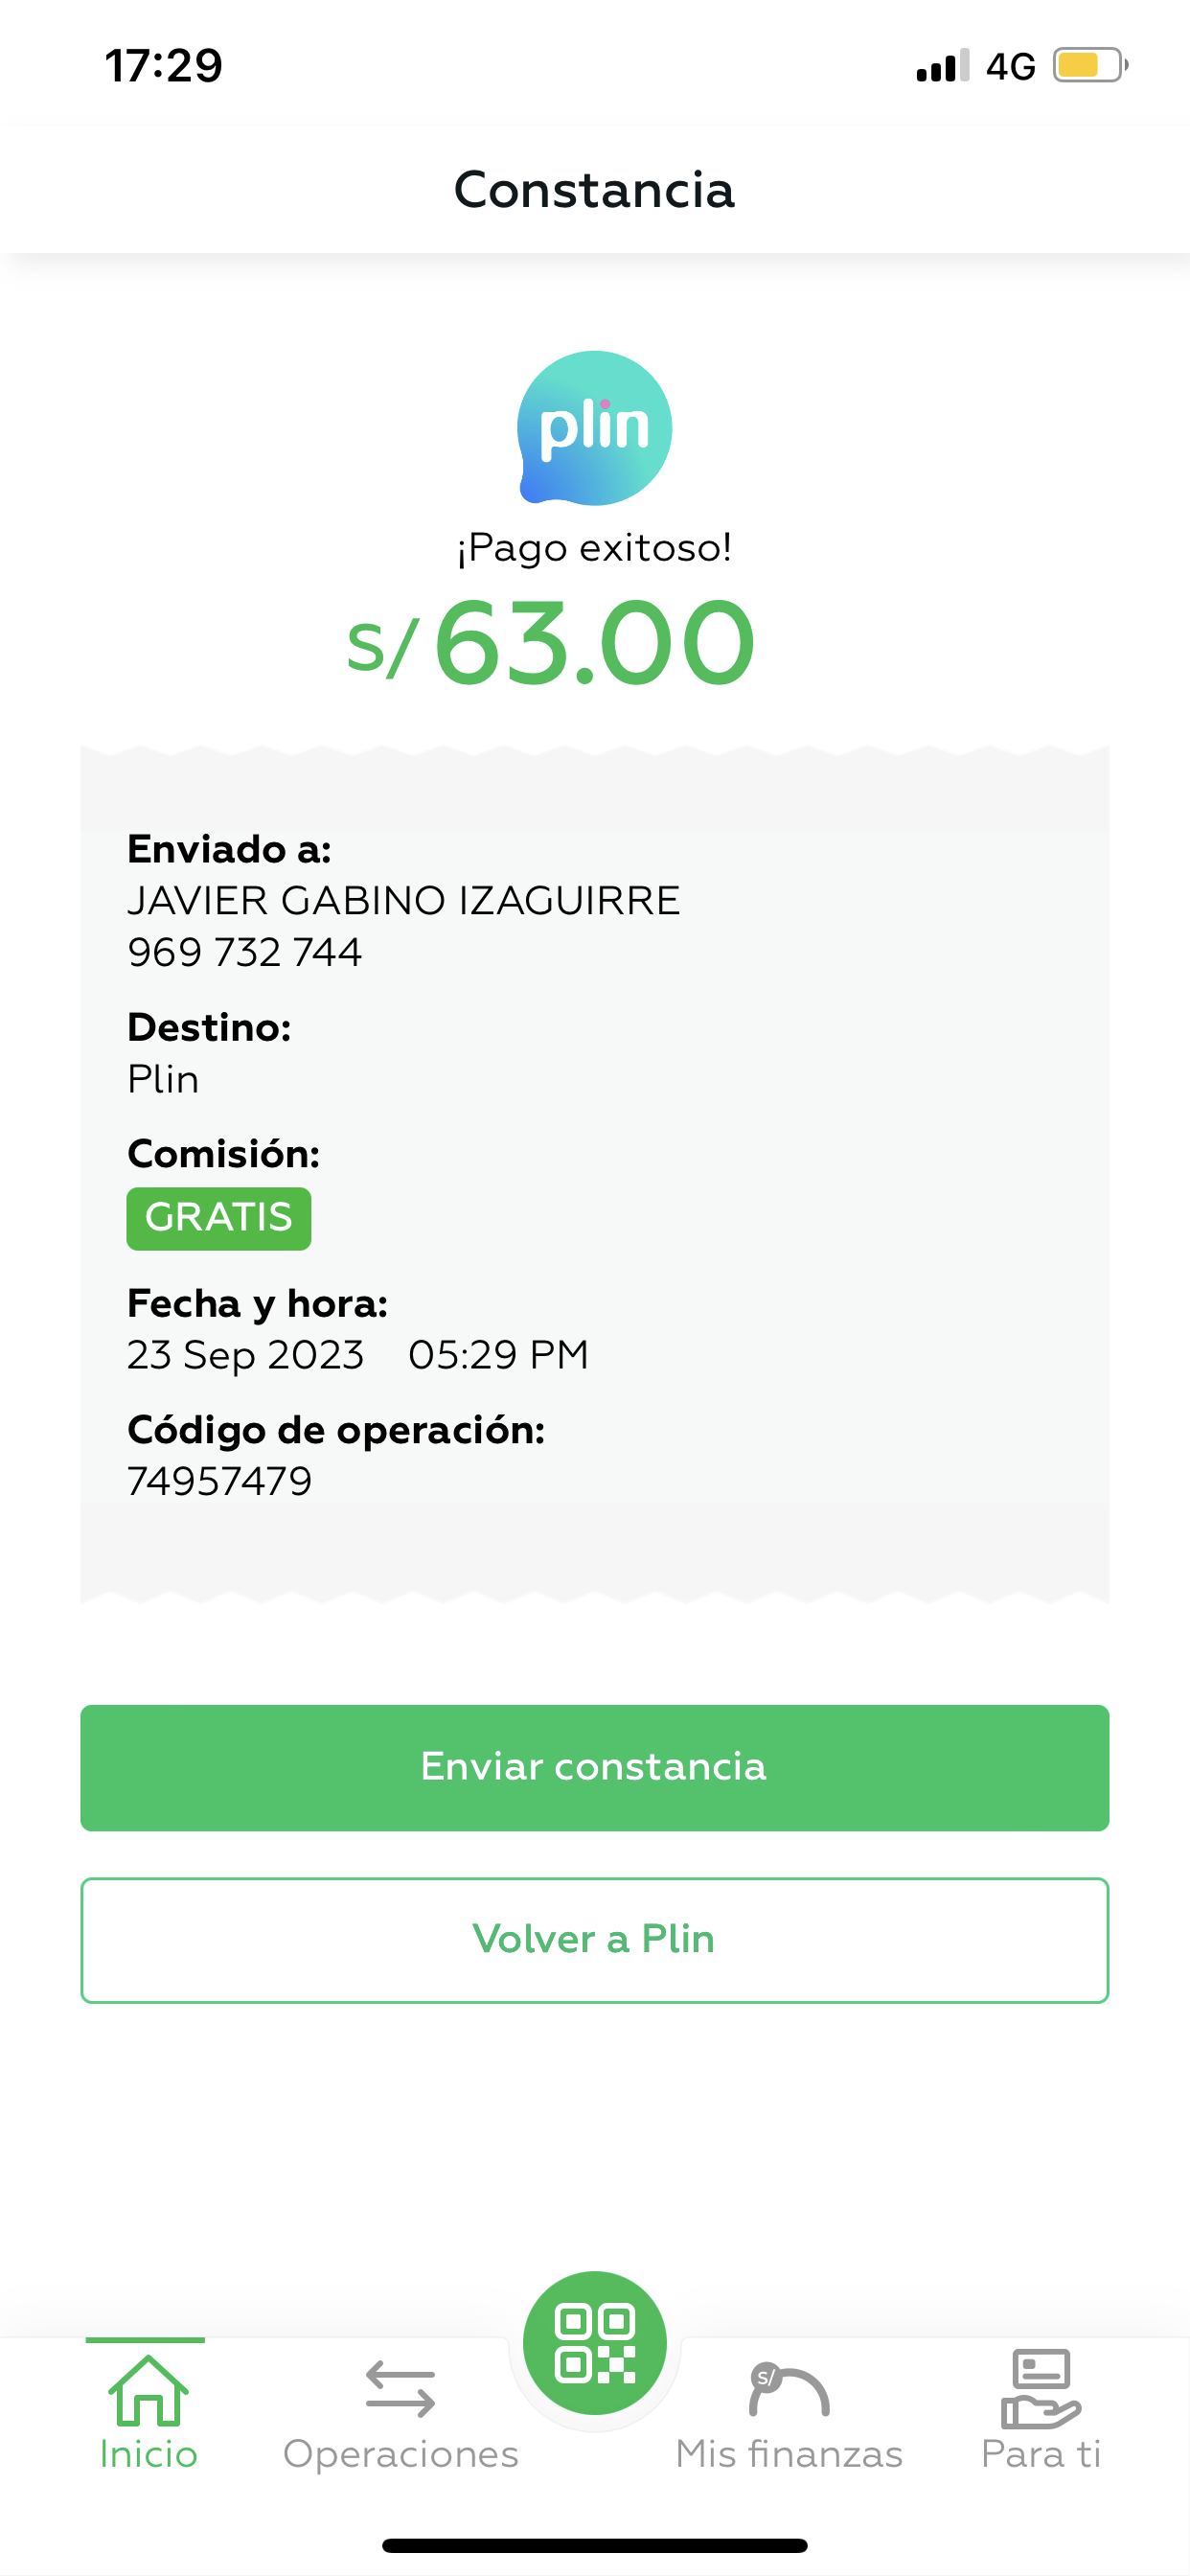 17:29
4G
Constancia
plin
¡Pago exitoso!
S/63.00
Enviado a:
JAVIER GABINO IZAGUIRRE
969 732 744
Destino:
Plin
Comisión:
GRATIS
Fecha y hora:
23 Sep 2023 05:29 PM
Código de operación:
74957479
Enviar constancia
Volver a Plin
S/
Inicio
Operaciones
Mis finanzas
Para ti